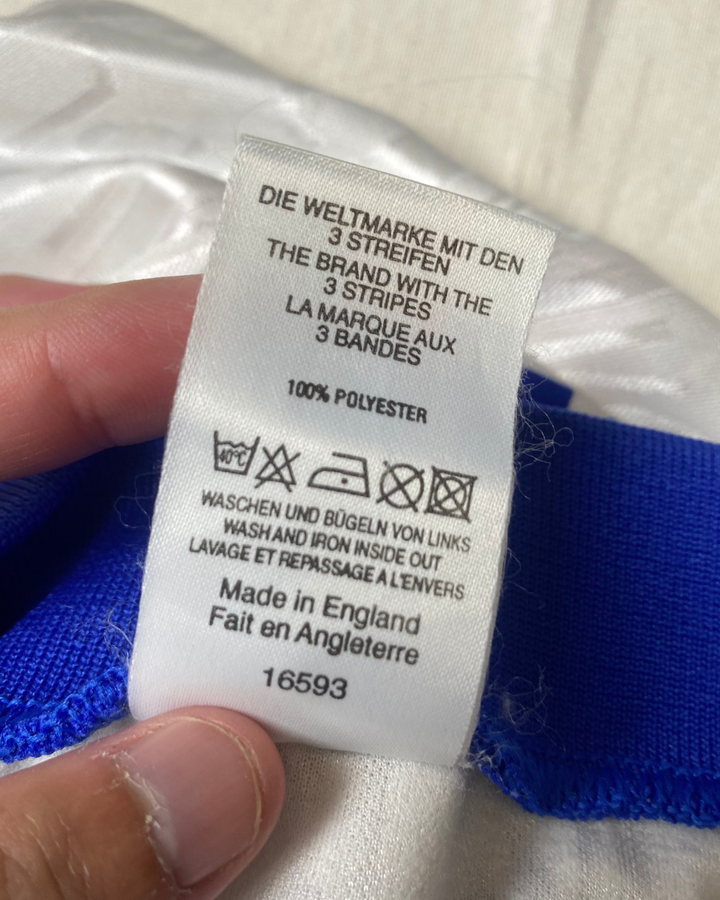 DIE WELTMARKE MIT DEN
3 STREIFEN
THE BRAND WITH THE
3 STRIPES
LA MARQUE AUX
3 BANDES
100% POLYESTER
40°C
WASCHEN UND BÜGELN VON LINKS
WASH AND IRON INSIDE OUT
LAVAGE ET REPASSAGE A L'ENVERS
Made in England
Fait en Angleterre
16593